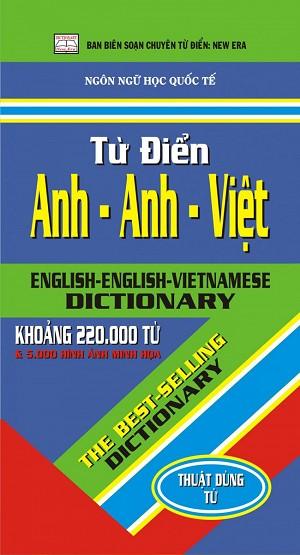 BAN BIÊN SOẠN CHUYÊN TỪ ĐIỂN: NEW ERA
NGÔN NGỮ HỌC QUỐC TẾ
Từ Điển
Anh - Anh - Việt
ENGLISH-ENGLISH-VIETNAMESE
DICTIONARY
KHOẢNG 220.000 TỪ
& 5.000 HÌNH ẢNH MINH HỌA
THE BEST-SELLING
DICTIONARY
THUẬT DÙNG
TỪ